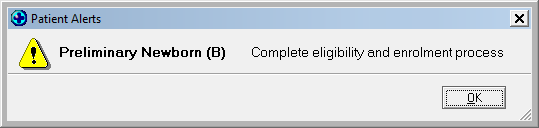 Patient Alerts
Preliminary Newborn (B) Complete eligibility and enrolment process
OK